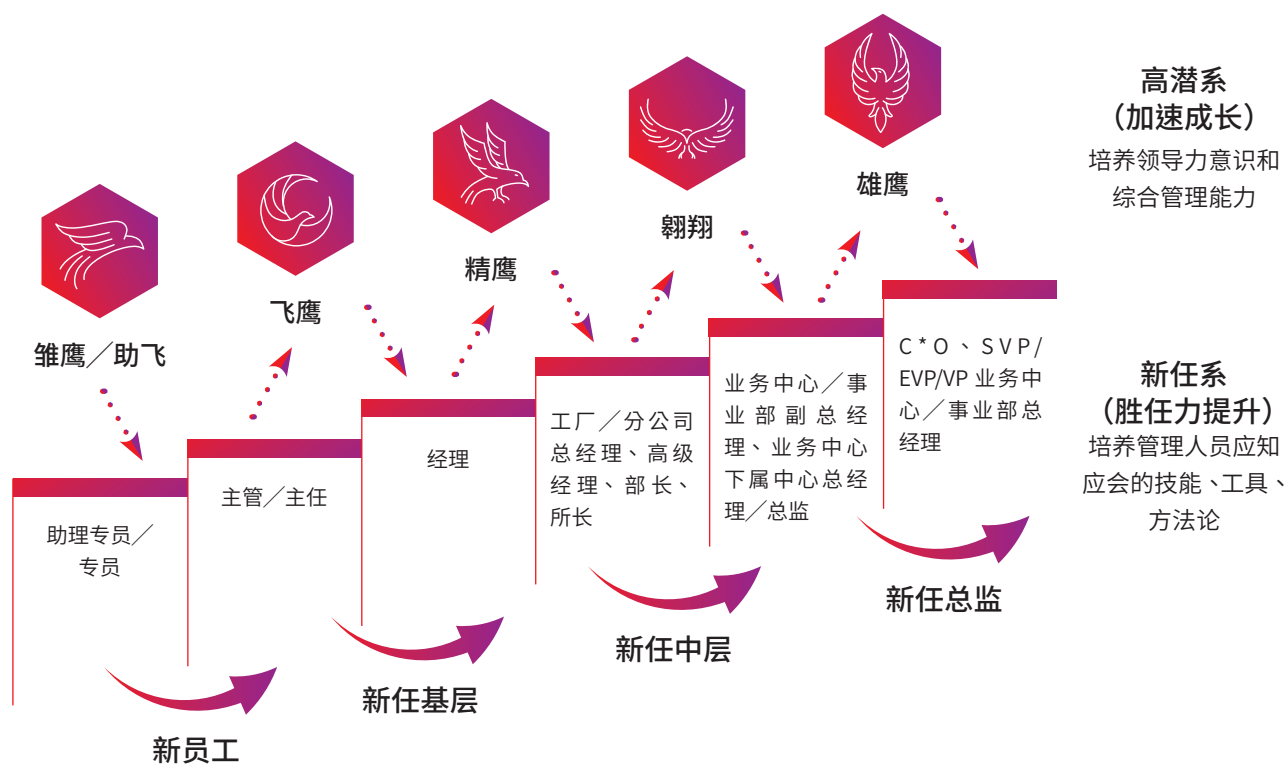 雏鹰／助飞
飞鹰
精鹰
翱翔
雄鹰
高潜系
（加速成长）
培养领导力意识和
综合管理能力
助理专员／
专员
主管／主任
经理
工厂／分公司
总经理、高级
经理、部长、
所长
业务中心／事
业部副总经
理、业务中心
下属中心总经
理／总监
C*O、SVP/
EVP/VP 业务中
心／事业部总
经理
新任系
（胜任力提升）
培养管理人员应知
应会的技能、工具、
方法论
新员工
新任基层
新任中层
新任总监